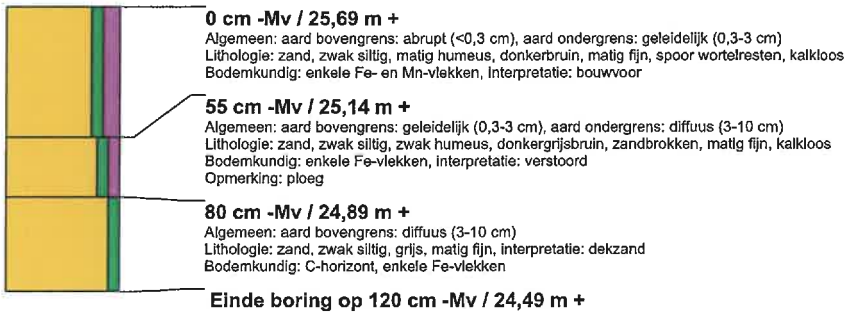 0 cm -Mv / 25,69 m +
Algemeen: aard bovengrens: abrupt (<0,3 cm), aard ondergrens: geleidelijk (0,3-3 cm)
Lithologie: zand, zwak siltig, matig humeus, donkerbruin, matig fijn, spoor wortelresten, kalkloos
Bodemkundig: enkele Fe- en Mn-vlekken, interpretatie: bouwvoor
55 cm -Mv / 25,14 m +
Algemeen: aard bovengrens: geleidelijk (0,3-3 cm), aard ondergrens: diffuus (3-10 cm)
Lithologie: zand, zwak siltig, zwak humeus, donkergrijsbruin, zandbrokken, matig fijn, kalkloos
Bodemkundig: enkele Fe-vlekken, interpretatie: verstoord
Opmerking: ploeg
80 cm -Mv / 24,89 m +
Algemeen: aard bovengrens: diffuus (3-10 cm)
Lithologie: zand, zwak siltig, grijs, matig fijn, interpretatie: dekzand
Bodemkundig: C-horizont, enkele Fe-vlekken
Einde boring op 120 cm -Mv / 24,49 m +